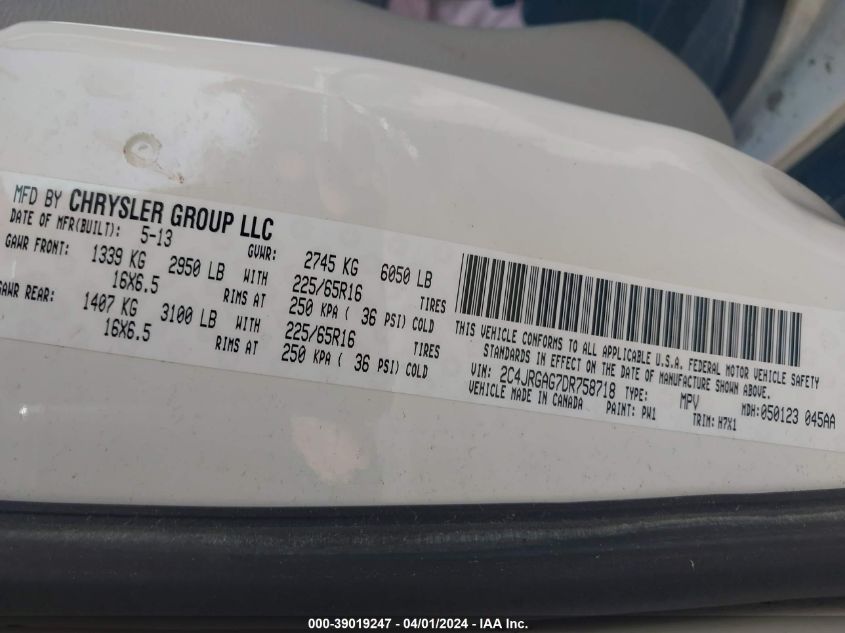 MFD BY CHRYSLER GROUP LLC
DATE OF MFR(BUILT): 5-13 GVWR: 2745 KG 6050 LB
GAWR FRONT: 1339 KG 2950 LB WITH 225/65R16 TIRES
16X6.5 RIMS AT 250 KPA ( 36 PSI) COLD
GAWR REAR: 1407 KG 3100 LB WITH 225/65R16 TIRES
16X6.5 RIMS AT 250 KPA ( 36 PSI) COLD
THIS VEHICLE CONFORMS TO ALL APPLICABLE U.S.A. FEDERAL MOTOR VEHICLE SAFETY
STANDARDS IN EFFECT ON THE DATE OF MANUFACTURE SHOWN ABOVE.
VIN: 2C4JRGAG7DR758718 TYPE: MPV MDH:050123 045AA
VEHICLE MADE IN CANADA PAINT: PW1 TRIM: H7X1
000-39019247 - 04/01/2024 - IAA Inc.